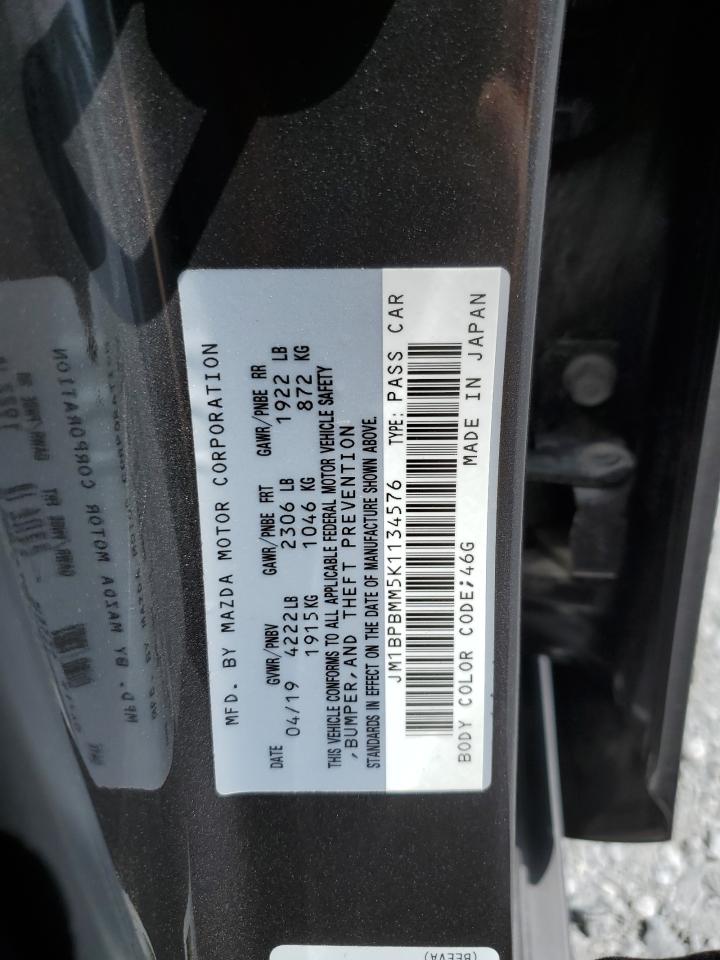 MFD. BY MAZDA MOTOR CORPORATION
GVWR/PNBV GAWR/PNBE FRT GAWR/PNBE RR
DATE 04/19 4222LB 2306 LB 1922 LB
1915KG 1046 KG 872 KG
THIS VEHICLE CONFORMS TO ALL APPLICABLE FEDERAL MOTOR VEHICLE SAFETY
,BUMPER,AND THEFT PREVENTION
STANDARDS IN EFFECT ON THE DATE OF MANUFACTURE SHOWN ABOVE.
JM1BPBMM5K1134576 TYPE: PASS CAR
BODY COLOR CODE;46G MADE IN JAPAN
(BEEVA)